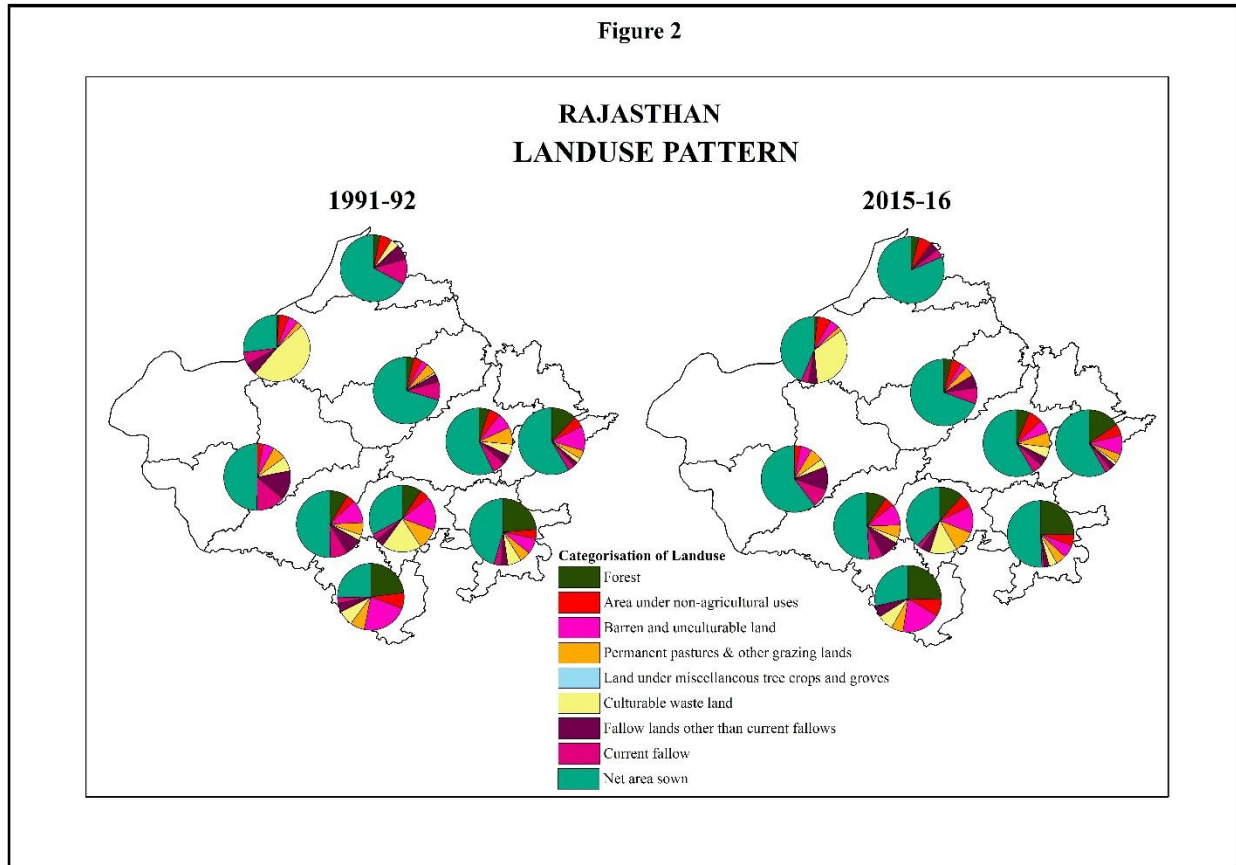 Figure 2
RAJASTHAN
LANDUSE PATTERN
1991-92
2015-16
Categorisation of Landuse
Forest
Area under non-agricultural uses
Barren and unculturable land
Permanent pastures & other grazing lands
Land under miscellaneous tree crops and groves
Culturable waste land
Fallow lands other than current fallows
Current fallow
Net area sown